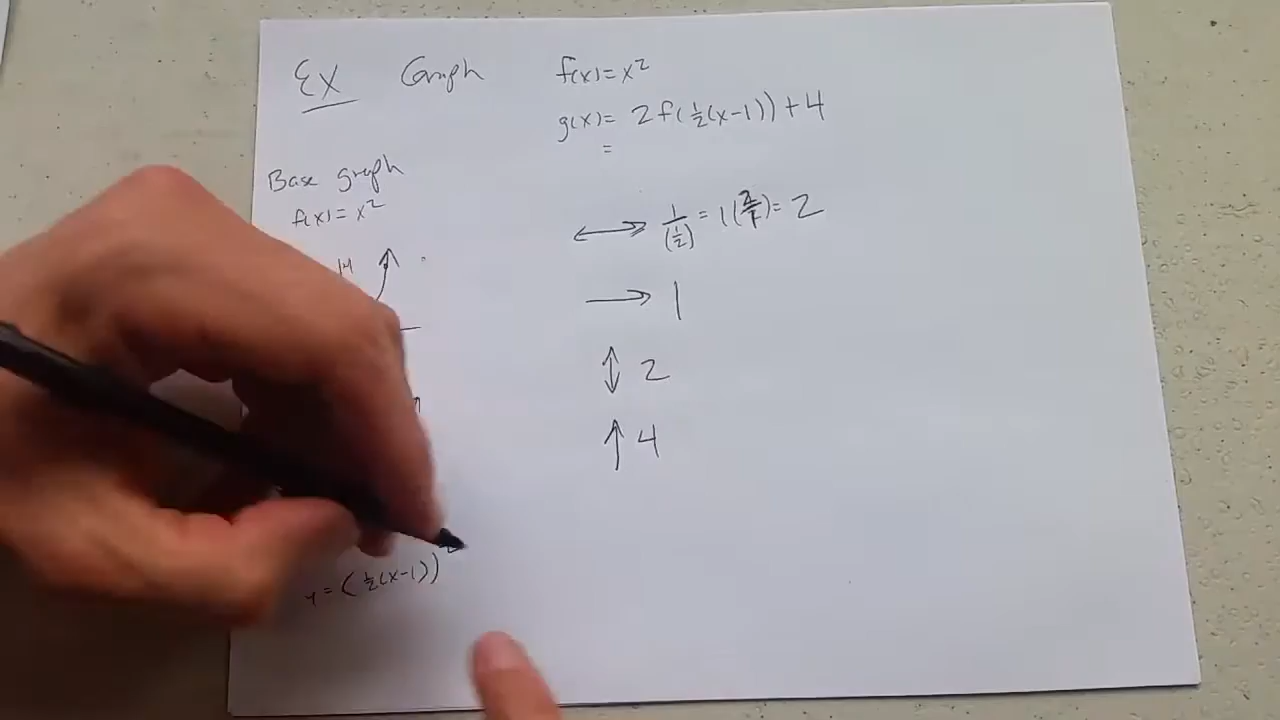 Ex Graph f(x)=x²
g(x)= 2f(½(x-1))+4
=
Base graph
f(x)=x²
↔ 1/(½) = 1(2/1)= 2
→ 1
↕ 2
↑ 4
y = (½(x-1))²